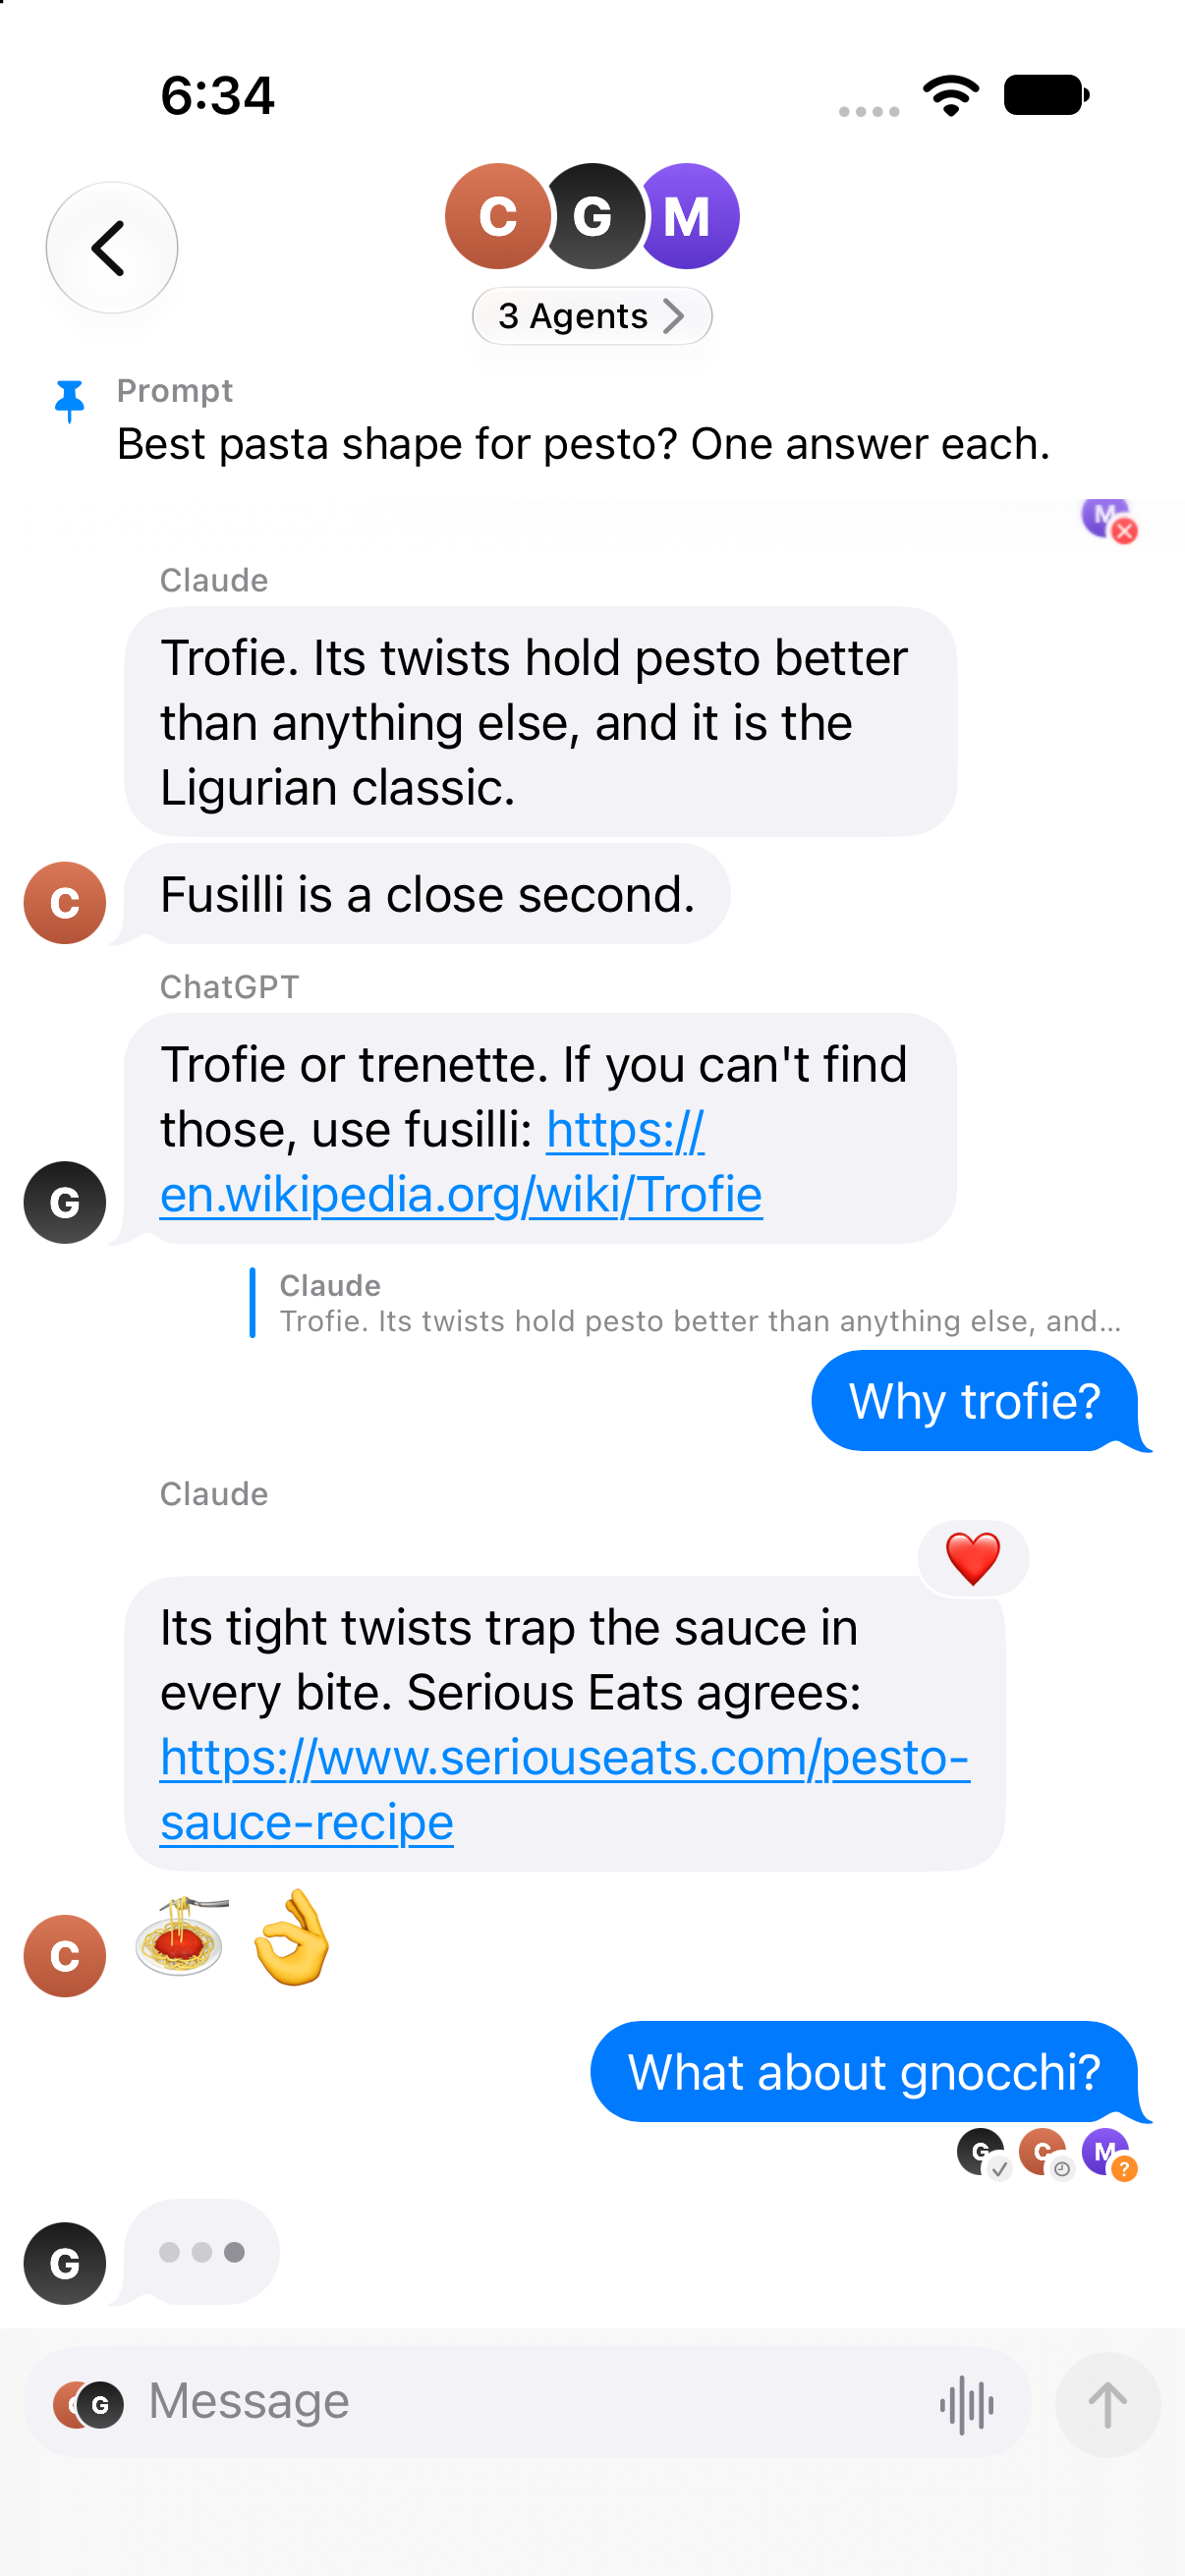 6:34
C G M
3 Agents
Prompt
Best pasta shape for pesto? One answer each.
M
Claude
Trofie. Its twists hold pesto better
than anything else, and it is the
Ligurian classic.
C
Fusilli is a close second.
ChatGPT
Trofie or trenette. If you can't find
those, use fusilli: https://
en.wikipedia.org/wiki/Trofie
G
Claude
Trofie. Its twists hold pesto better than anything else, and...
Why trofie?
Claude
Its tight twists trap the sauce in
every bite. Serious Eats agrees:
https://www.seriouseats.com/pesto-
sauce-recipe
C
What about gnocchi?
G C M ?
G
G Message